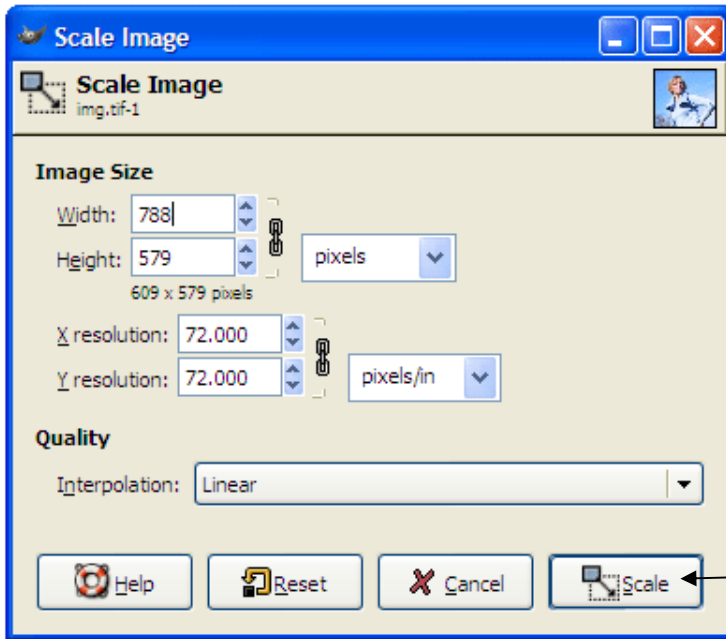 Scale Image
Scale Image
img.tif-1
Image Size
Width: 788
Height: 579
pixels
609 x 579 pixels
X resolution: 72.000
Y resolution: 72.000
pixels/in
Quality
Interpolation: Linear
Help Reset Cancel Scale